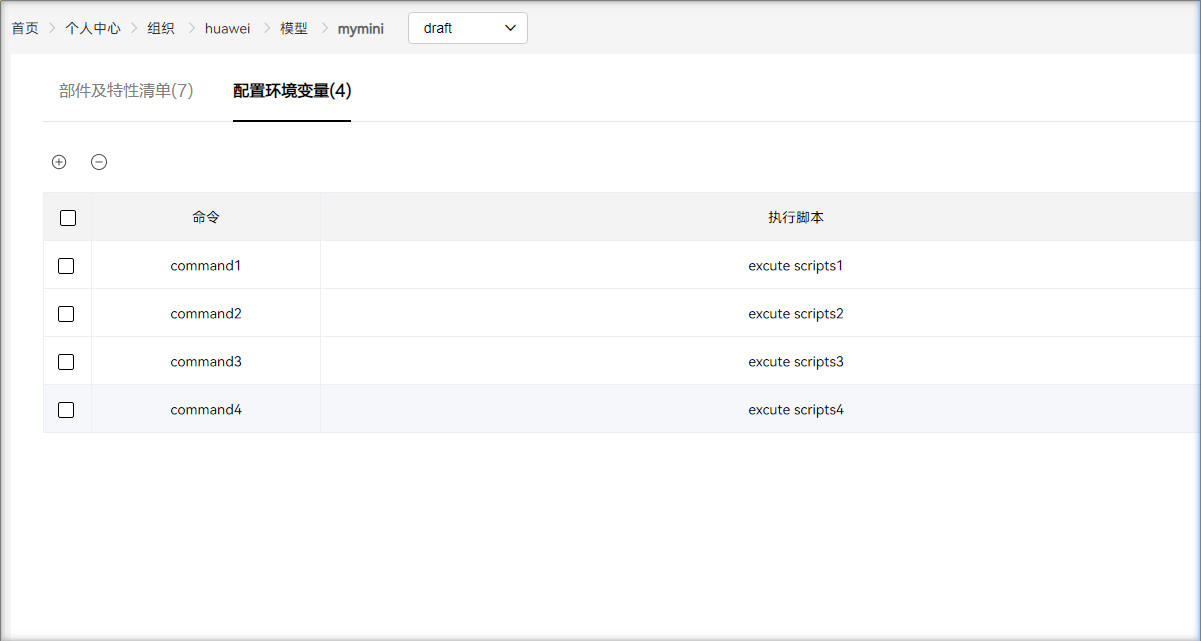 首页 个人中心 组织 huawei 模型 mymini draft
部件及特性清单(7) 配置环境变量(4)
命令 执行脚本
command1 excute scripts1
command2 excute scripts2
command3 excute scripts3
command4 excute scripts4